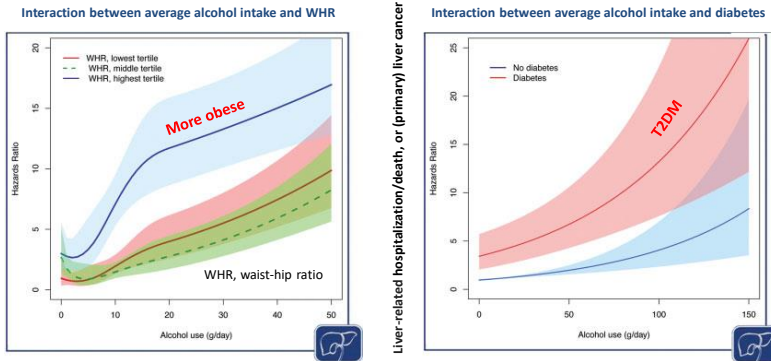 Interaction between average alcohol intake and WHR
20
15
10
5
0
Hazards Ratio
WHR, lowest tertile
WHR, middle tertile
WHR, highest tertile
More obese
WHR, waist-hip ratio
0 10 20 30 40 50
Alcohol use (g/day)
Liver-related hospitalization/death, or (primary) liver cancer
Interaction between average alcohol intake and diabetes
25
20
15
10
5
0
Hazards Ratio
No diabetes
Diabetes
T2DM
0 50 100 150
Alcohol use (g/day)